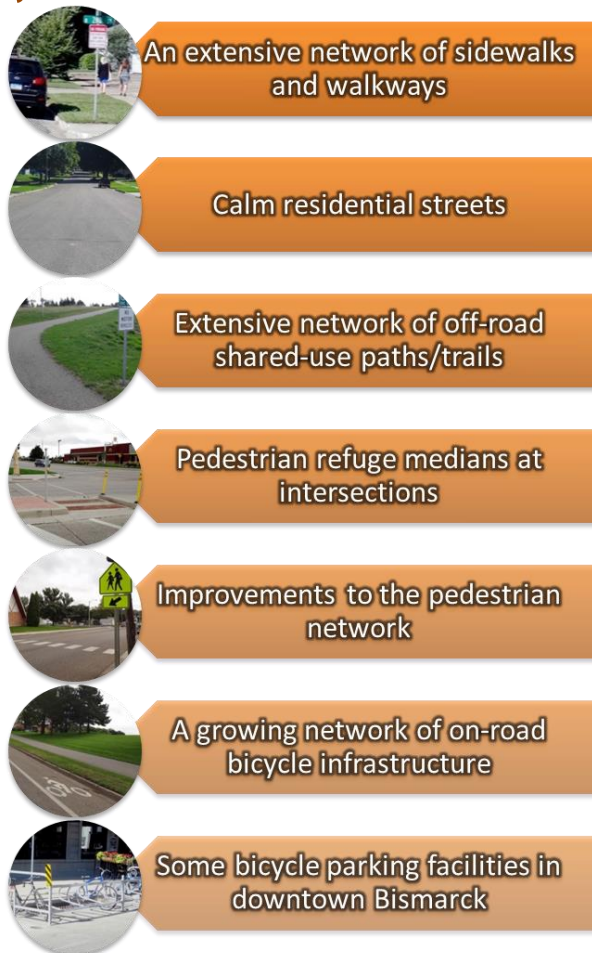 An extensive network of sidewalks
and walkways
Calm residential streets
Extensive network of off-road
shared-use paths/trails
Pedestrian refuge medians at
intersections
Improvements to the pedestrian
network
A growing network of on-road
bicycle infrastructure
Some bicycle parking facilities in
downtown Bismarck